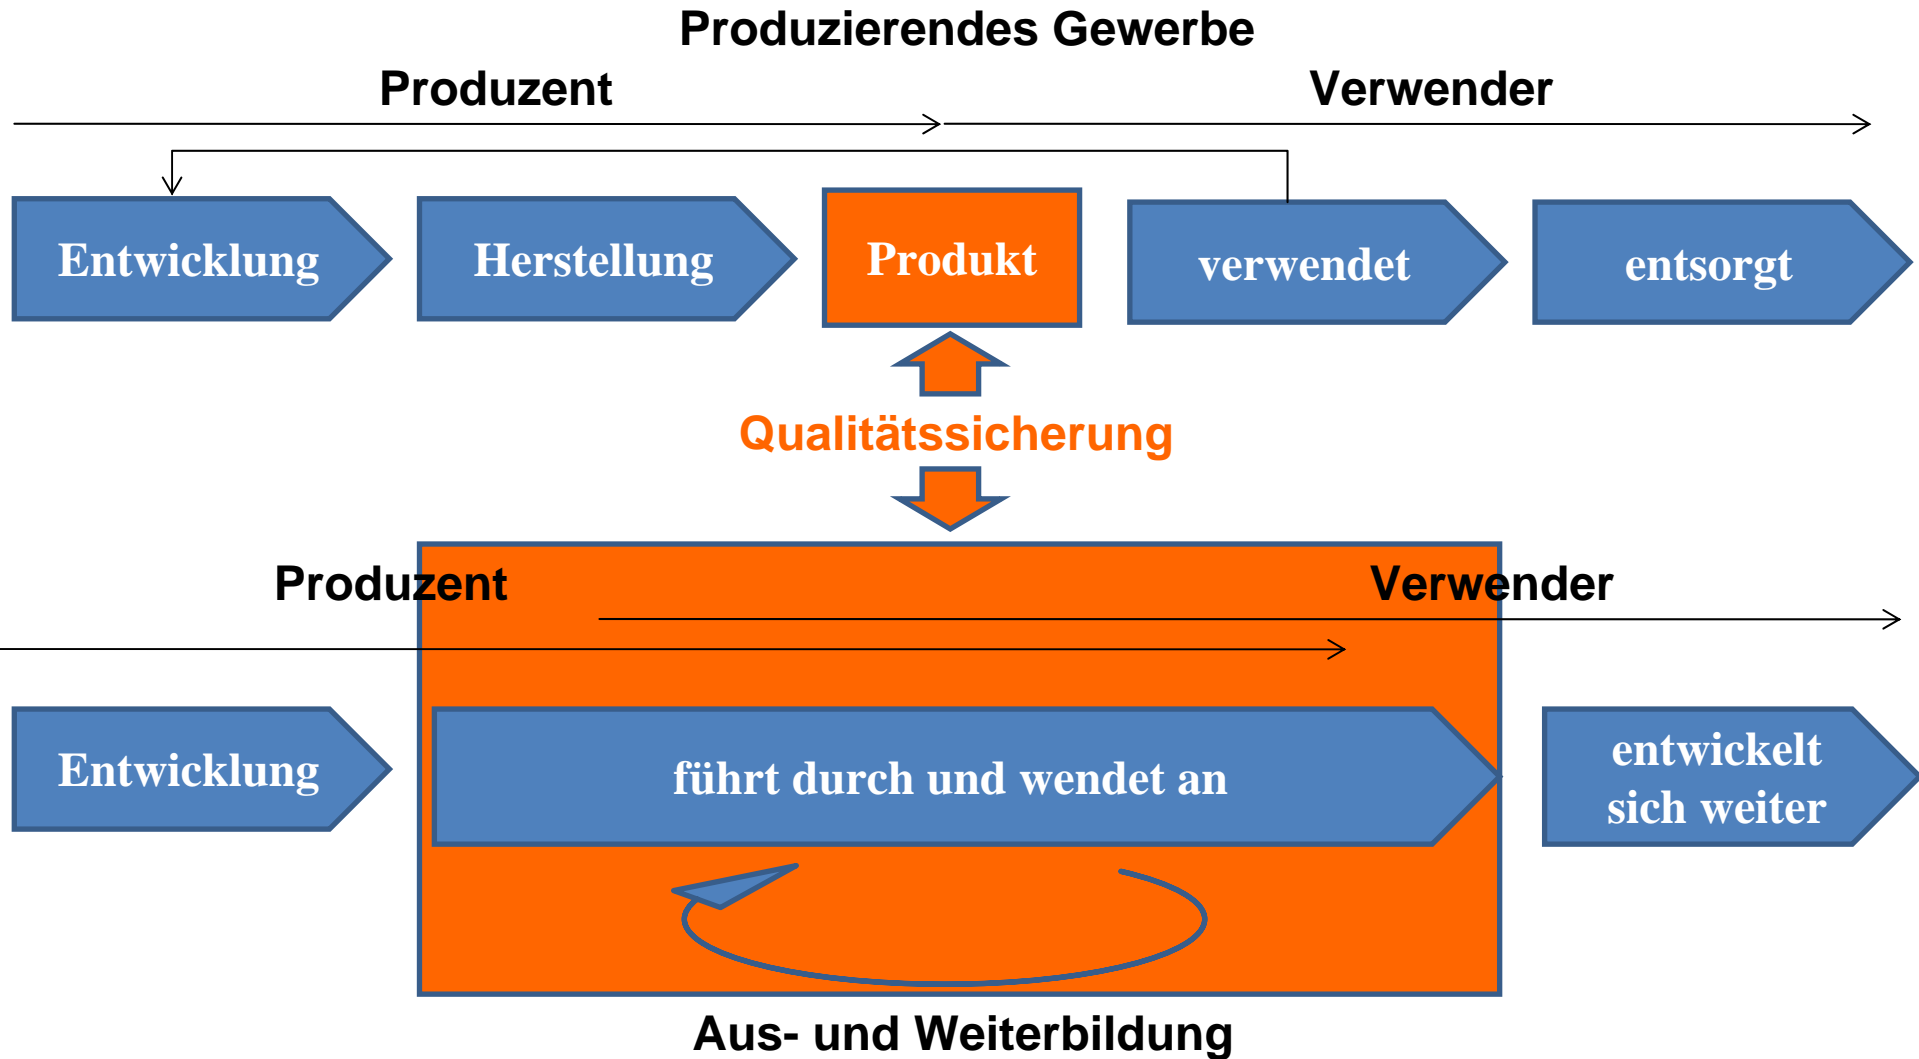 Produzierendes Gewerbe
Produzent
Verwender
Entwicklung
Herstellung
Produkt
verwendet
entsorgt
Qualitätssicherung
Produzent
Verwender
Entwicklung
führt durch und wendet an
entwickelt
sich weiter
Aus- und Weiterbildung